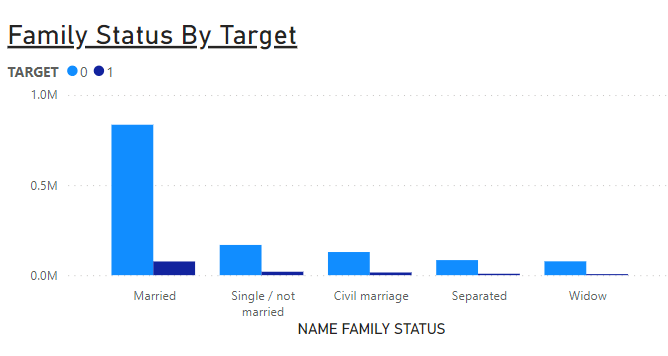 Family Status By Target
TARGET 0 1
1.0M
0.5M
0.0M
Married
Single / not
married
Civil marriage
Separated
Widow
NAME FAMILY STATUS